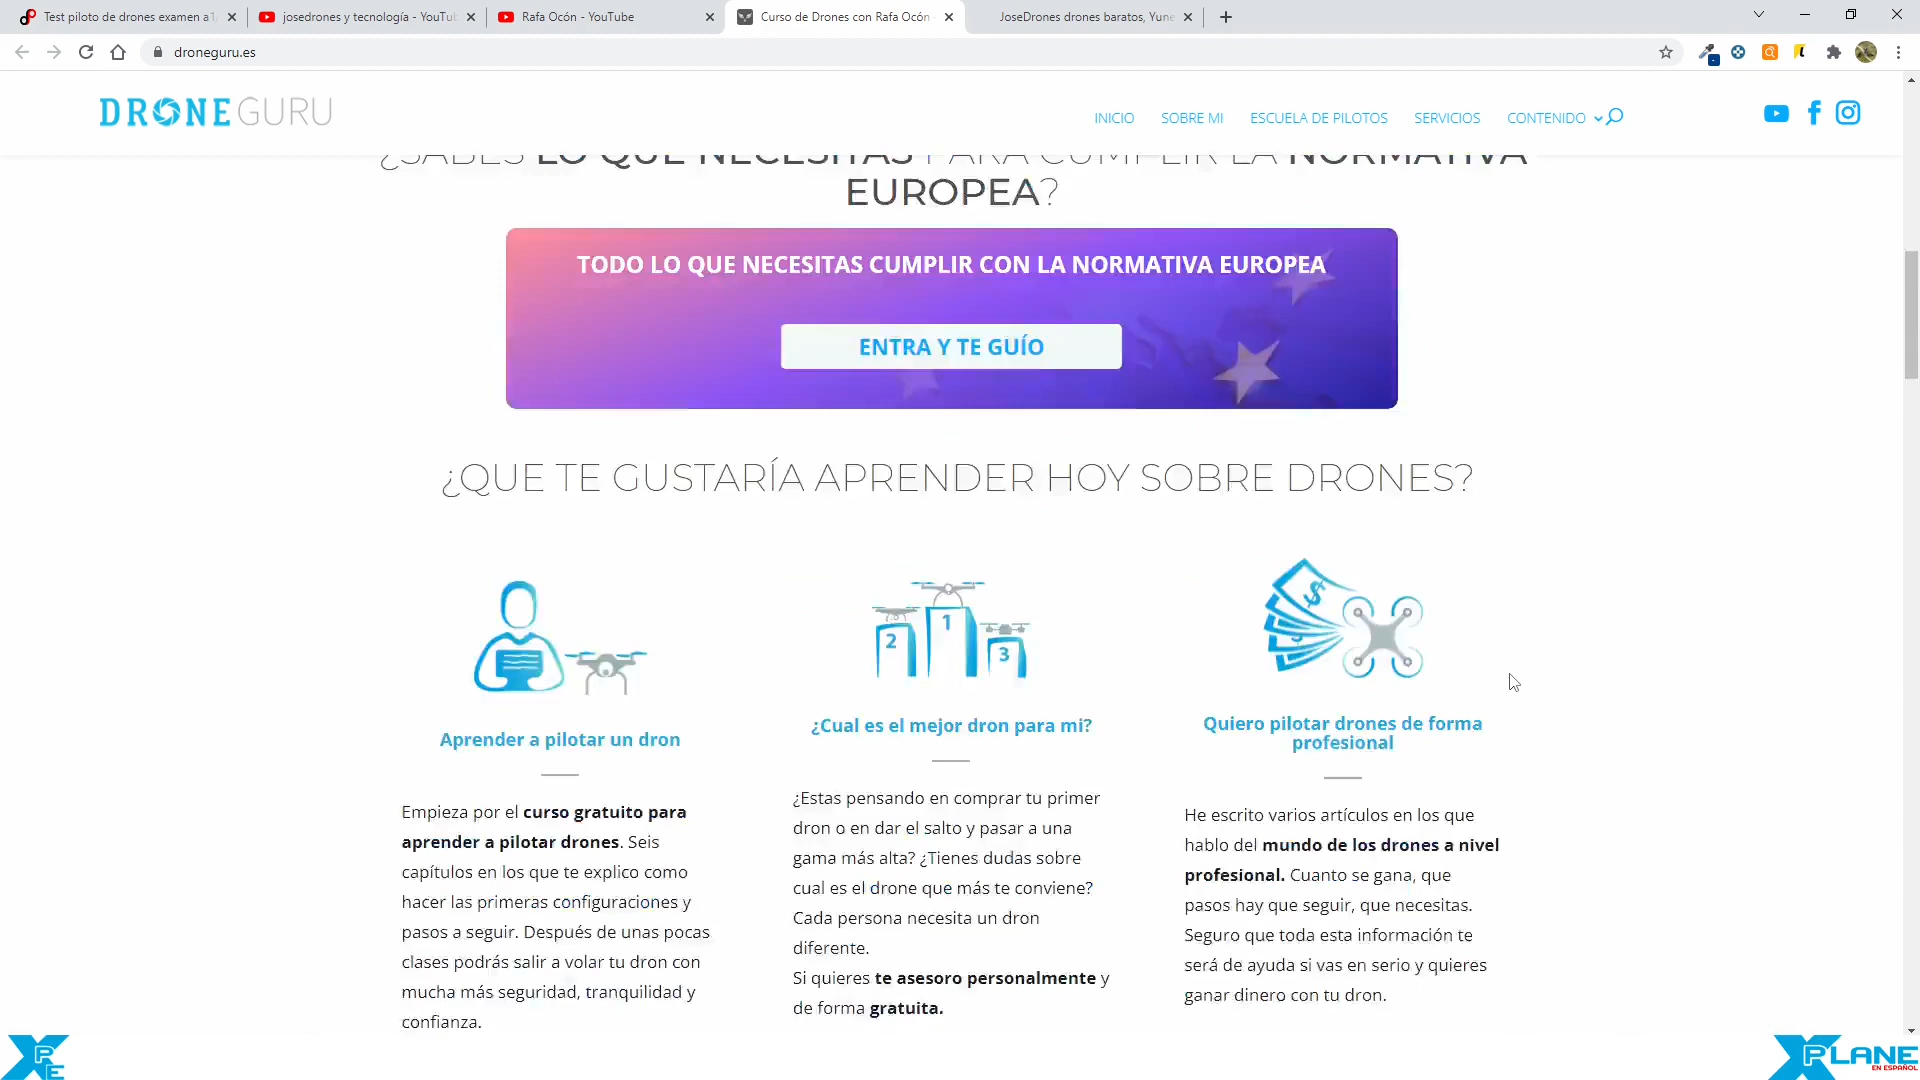 Test piloto de drones examen a1
josedrones y tecnología - YouTub
Rafa Ocón - YouTube
Curso de Drones con Rafa Ocón
JoseDrones drones baratos, Yune
droneguru.es
DRONEGURU
INICIO
SOBRE MI
ESCUELA DE PILOTOS
SERVICIOS
CONTENIDO
¿SABES LO QUE NECESITAS PARA CUMPLIR LA NORMATIVA
EUROPEA?
TODO LO QUE NECESITAS CUMPLIR CON LA NORMATIVA EUROPEA
ENTRA Y TE GUÍO
¿QUE TE GUSTARÍA APRENDER HOY SOBRE DRONES?
2
1
3
$
Aprender a pilotar un dron
Empieza por el curso gratuito para
aprender a pilotar drones. Seis
capítulos en los que te explico como
hacer las primeras configuraciones y
pasos a seguir. Después de unas pocas
clases podrás salir a volar tu dron con
mucha más seguridad, tranquilidad y
confianza.
¿Cual es el mejor dron para mi?
¿Estas pensando en comprar tu primer
dron o en dar el salto y pasar a una
gama más alta? ¿Tienes dudas sobre
cual es el drone que más te conviene?
Cada persona necesita un dron
diferente.
Si quieres te asesoro personalmente y
de forma gratuita.
Quiero pilotar drones de forma
profesional
He escrito varios artículos en los que
hablo del mundo de los drones a nivel
profesional. Cuanto se gana, que
pasos hay que seguir, que necesitas.
Seguro que toda esta información te
será de ayuda si vas en serio y quieres
ganar dinero con tu dron.
XPE
XPLANE
EN ESPAÑOL